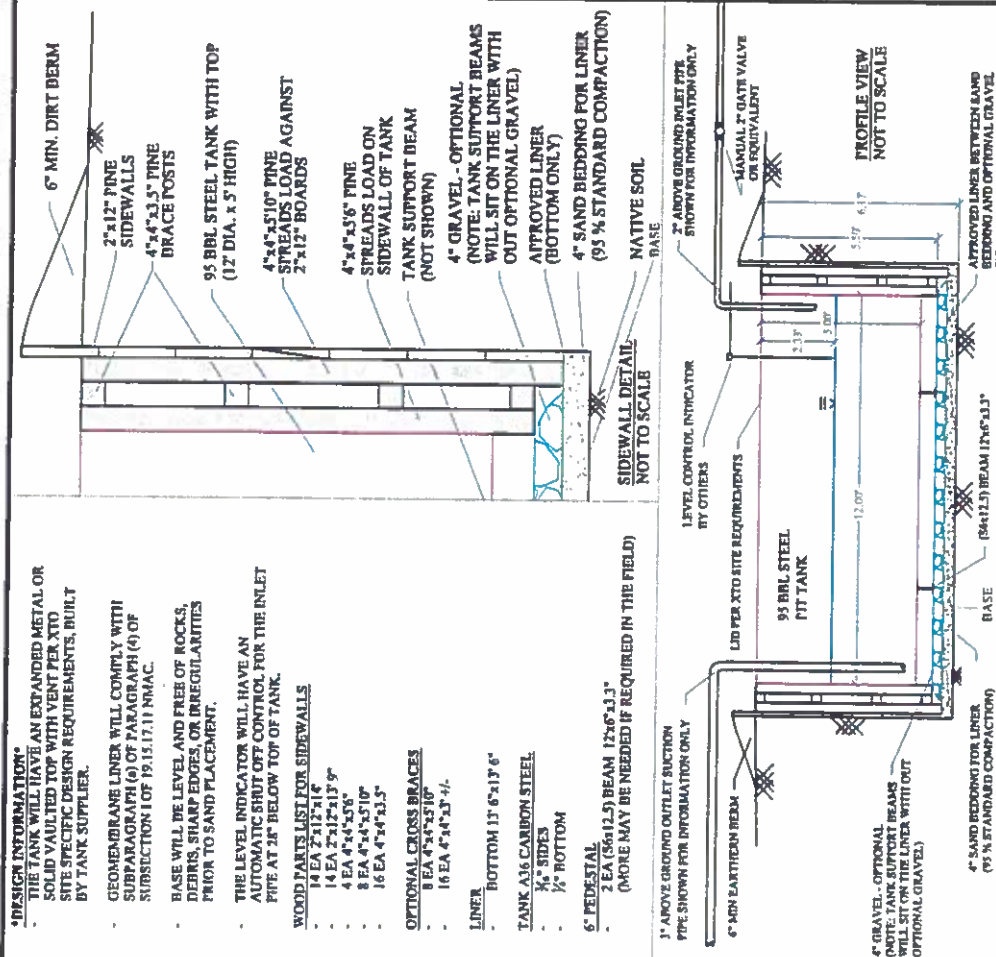 *DESIGN INFORMATION*
- THE TANK WILL HAVE AN EXPANDED METAL OR
SOLID VAULTED TOP WITH VENT PER XTO
SITE SPECIFIC DESIGN REQUIREMENTS, BUILT
BY TANK SUPPLIER.
- GEOMEMBRANE LINER WILL COMPLY WITH
SUBPARAGRAPH (a) OF PARAGRAPH (4) OF
SUBSECTION I OF 19.15.17.11 NMAC.
- BASE WILL BE LEVEL AND FREE OF ROCKS,
DEBRIS, SHARP EDGES, OR IRREGULARITIES
PRIOR TO SAND PLACEMENT.
- THE LEVEL INDICATOR WILL HAVE AN
AUTOMATIC SHUT OFF CONTROL FOR THE INLET
PIPE AT 28" BELOW TOP OF TANK.
WOOD PARTS LIST FOR SIDEWALLS
- 14 EA 2"x12"x14'
- 14 EA 2"x12"x13'9"
- 4 EA 4"x4"x5'6"
- 8 EA 4"x4"x5'10"
- 16 EA 4"x4"x3.5"
OPTIONAL CROSS BRACES
- 8 EA 4"x4"x5'10"
- 16 EA 4"x4"x3' +/-
LINER
- BOTTOM 13' 6"x13'6"
TANK A36 CARBON STEEL
- 3/16" SIDES
- 1/4" BOTTOM
6" PEDESTAL
- 2 EA (S6x12.5) BEAM 12'x6"x3.3"
(MORE MAY BE NEEDED IF REQUIRED IN THE FIELD)
6" MIN. DIRT BERM
2"x12" PINE
SIDEWALLS
4"x4"x3.5" PINE
BRACE POSTS
95 BBL STEEL TANK WITH TOP
(12' DIA. x 5' HIGH)
4"x4"x5'10" PINE
SPREADS LOAD AGAINST
2"x12" BOARDS
4"x4"x5'6" PINE
SPREADS LOAD ON
SIDEWALL OF TANK
TANK SUPPORT BEAM
(NOT SHOWN)
4" GRAVEL - OPTIONAL
(NOTE: TANK SUPPORT BEAMS
WILL SIT ON THE LINER WITH
OUT OPTIONAL GRAVEL)
APPROVED LINER
(BOTTOM ONLY)
4" SAND BEDDING FOR LINER
(95 % STANDARD COMPACTION)
NATIVE SOIL
BASE
SIDEWALL DETAIL
NOT TO SCALE
3" ABOVE GROUND OUTLET SUCTION
PIPE SHOWN FOR INFORMATION ONLY
6" MIN EARTHERN BERM
LID PER XTO SITE REQUIREMENTS
LEVEL CONTROL INDICATOR
BY OTHERS
2" ABOVE GROUND INLET PIPE
SHOWN FOR INFORMATION ONLY
MANUAL 2" GATE VALVE
OR EQUIVALENT
PROFILE VIEW
NOT TO SCALE
95 BBL STEEL
PIT TANK
12.00'
2.33'
5.00'
4" GRAVEL - OPTIONAL
(NOTE: TANK SUPPORT BEAMS
WILL SIT ON THE LINER WITH OUT
OPTIONAL GRAVEL)
4" SAND BEDDING FOR LINER
(95 % STANDARD COMPACTION)
BASE
(S6x12.5) BEAM 12'x6"x3.3"
APPROVED LINER BETWEEN SAND
BEDDING AND OPTIONAL GRAVEL